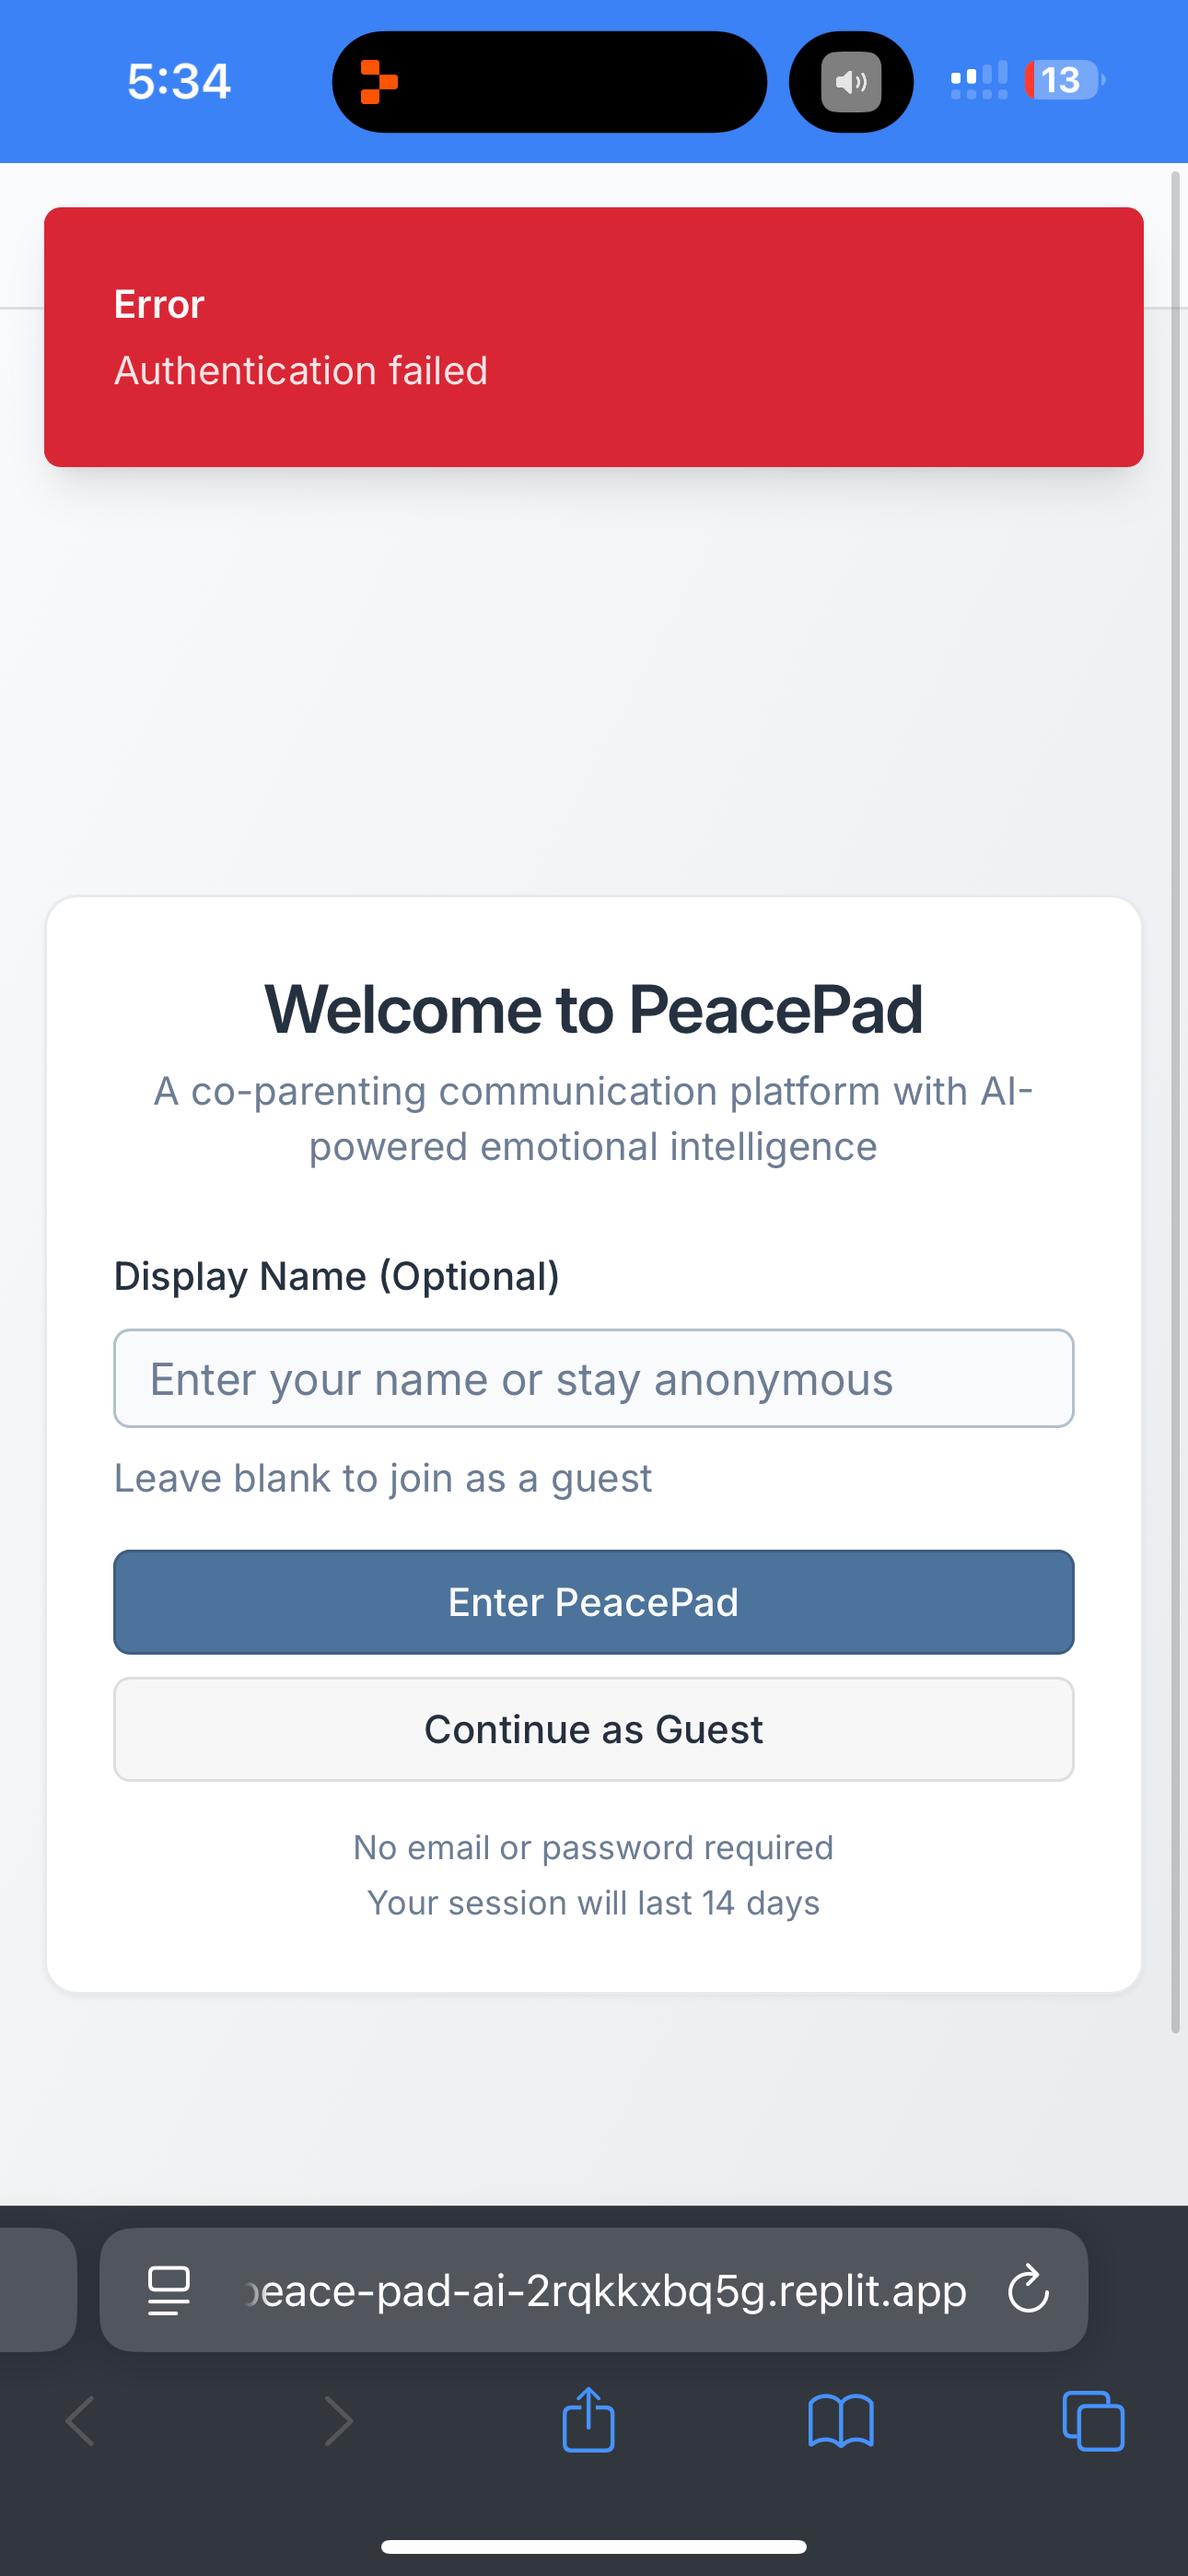 5:34
13
Error
Authentication failed
Welcome to PeacePad
A co-parenting communication platform with AI-
powered emotional intelligence
Display Name (Optional)
Enter your name or stay anonymous
Leave blank to join as a guest
Enter PeacePad
Continue as Guest
No email or password required
Your session will last 14 days
eace-pad-ai-2rqkkxbq5g.replit.app